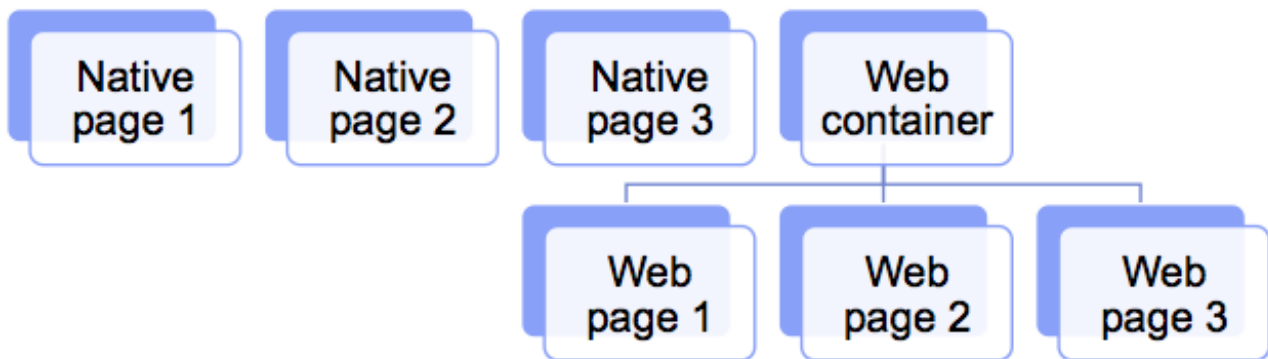 Native
page 1
Native
page 2
Native
page 3
Web
container
Web
page 1
Web
page 2
Web
page 3